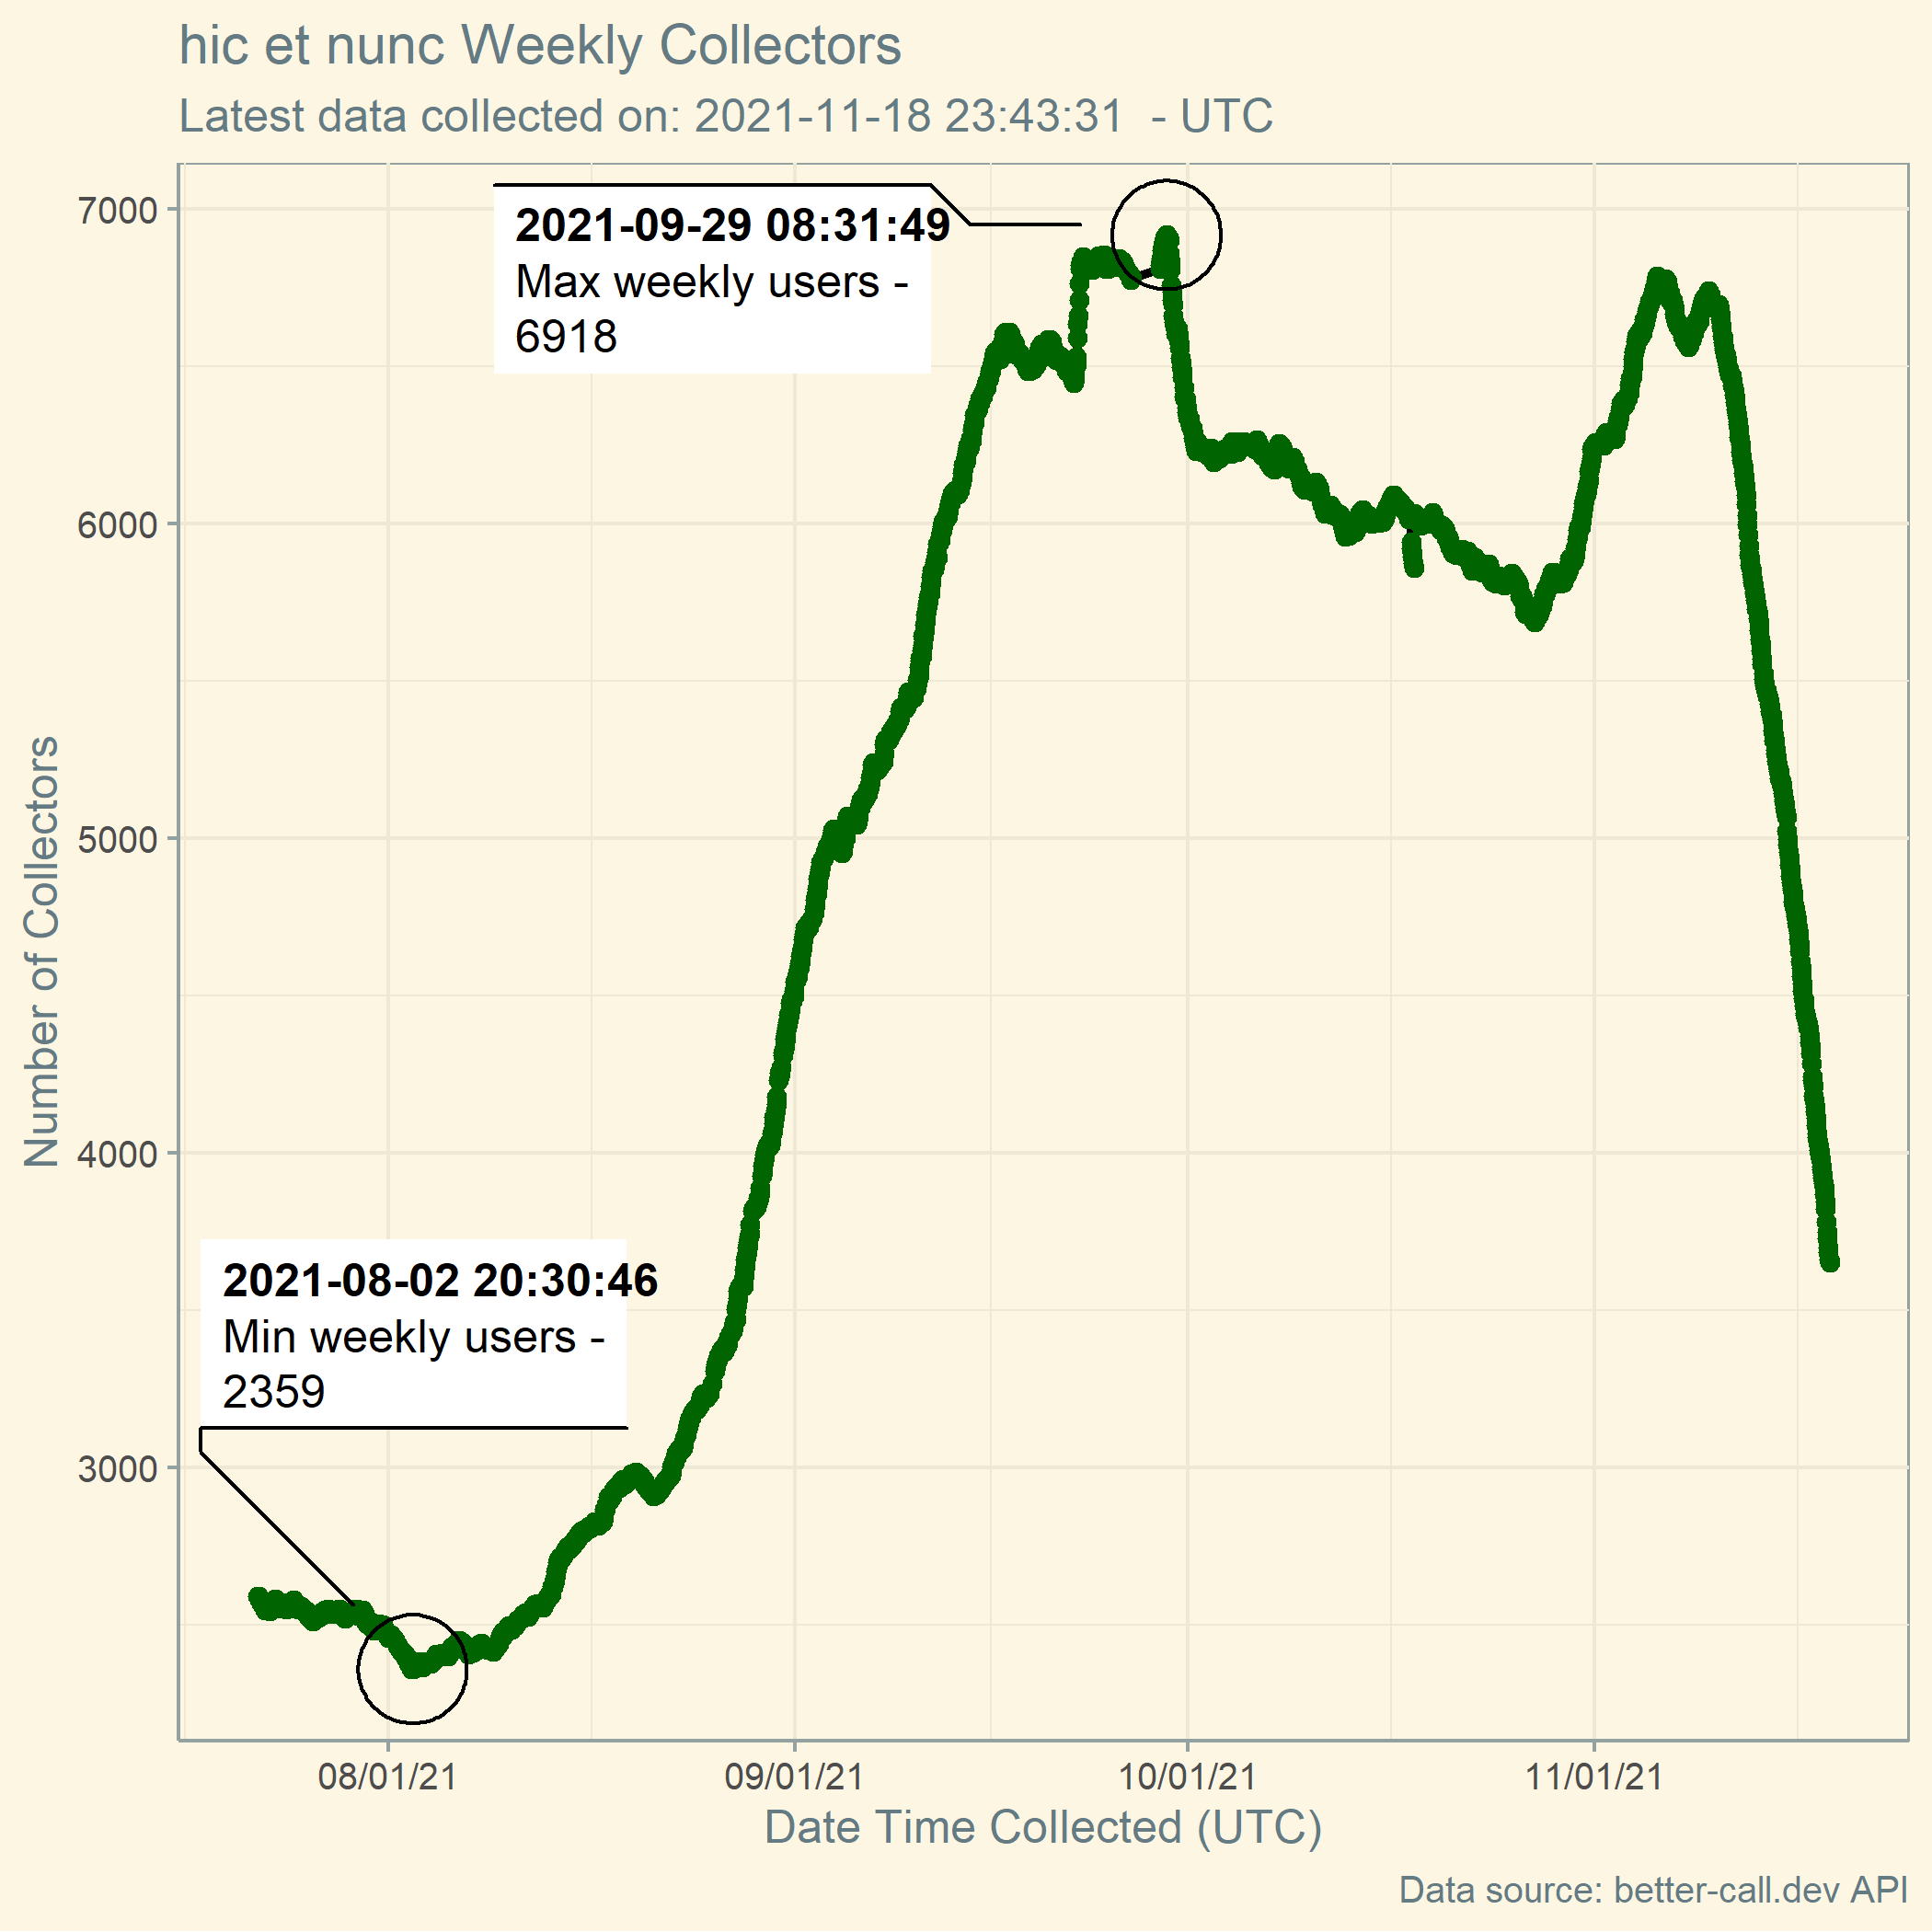 hic et nunc Weekly Collectors
Latest data collected on: 2021-11-18 23:43:31  - UTC
7000
2021-09-29 08:31:49
Max weekly users -
6918
6000
5000
Number of Collectors
4000
2021-08-02 20:30:46
Min weekly users -
2359
3000
08/01/21 09/01/21 10/01/21 11/01/21
Date Time Collected (UTC)
Data source: better-call.dev API